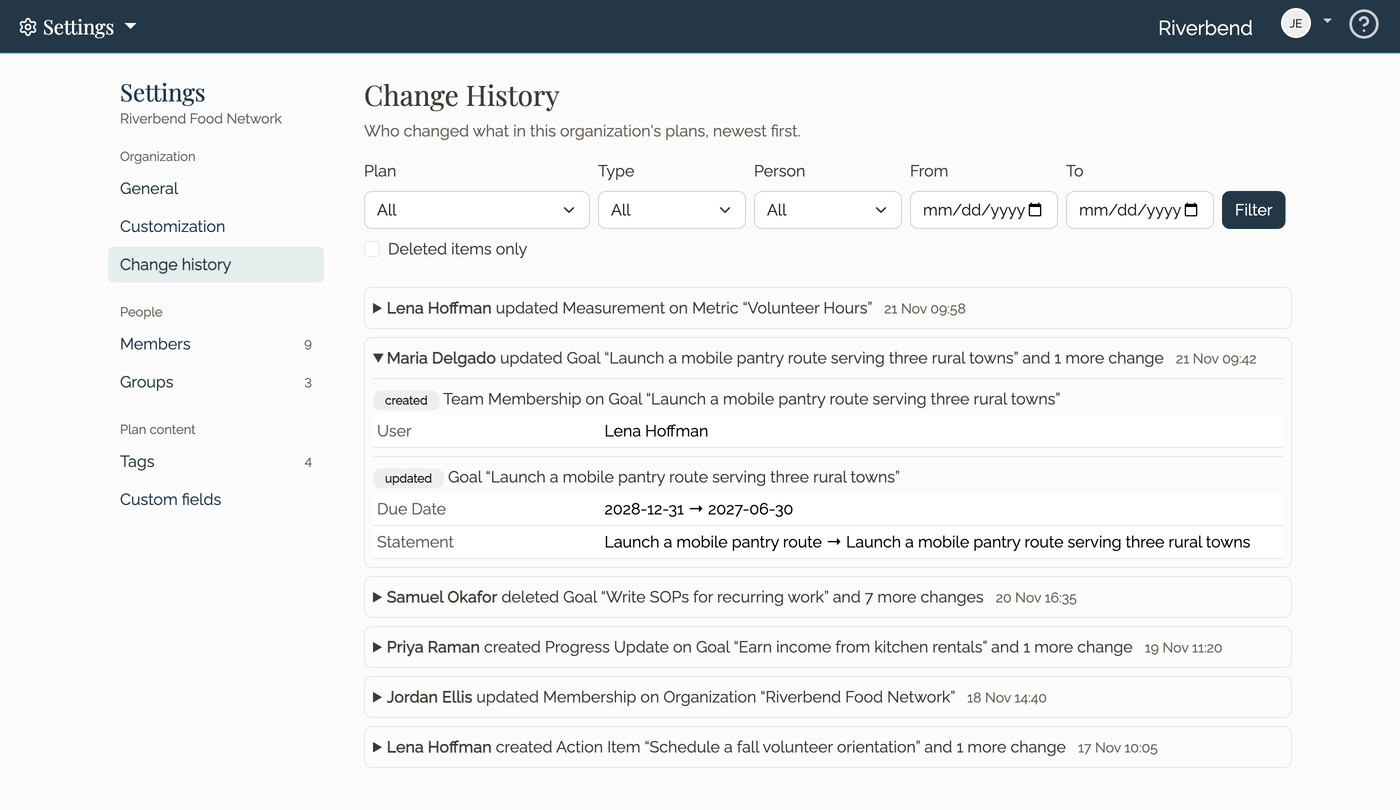 Settings
Riverbend
JE
Settings
Riverbend Food Network
Organization
General
Customization
Change history
People
Members 9
Groups 3
Plan content
Tags 4
Custom fields
Change History
Who changed what in this organization's plans, newest first.
Plan Type Person From To
All All All mm/dd/yyyy mm/dd/yyyy Filter
Deleted items only
Lena Hoffman updated Measurement on Metric “Volunteer Hours” 21 Nov 09:58
Maria Delgado updated Goal “Launch a mobile pantry route serving three rural towns” and 1 more change 21 Nov 09:42
created Team Membership on Goal “Launch a mobile pantry route serving three rural towns”
User Lena Hoffman
updated Goal “Launch a mobile pantry route serving three rural towns”
Due Date 2028-12-31 → 2027-06-30
Statement Launch a mobile pantry route → Launch a mobile pantry route serving three rural towns
Samuel Okafor deleted Goal “Write SOPs for recurring work” and 7 more changes 20 Nov 16:35
Priya Raman created Progress Update on Goal “Earn income from kitchen rentals” and 1 more change 19 Nov 11:20
Jordan Ellis updated Membership on Organization “Riverbend Food Network” 18 Nov 14:40
Lena Hoffman created Action Item “Schedule a fall volunteer orientation” and 1 more change 17 Nov 10:05